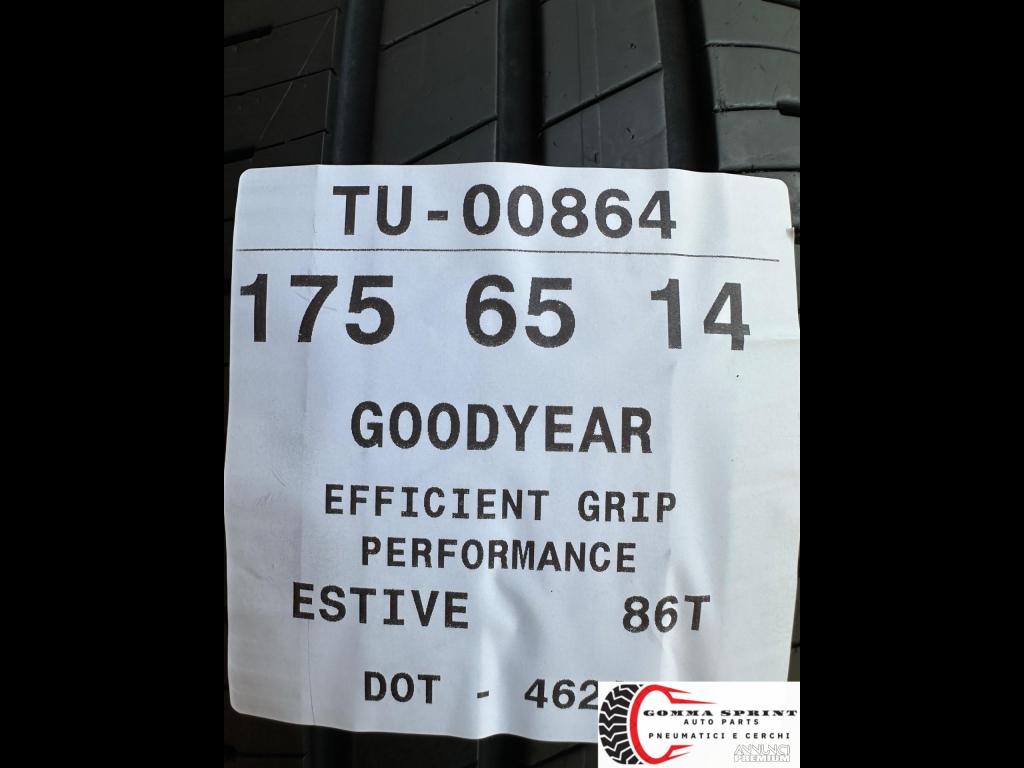 TU-00864
175 65 14
GOODYEAR
EFFICIENT GRIP
PERFORMANCE
ESTIVE 86T
DOT -
GOMMA SPRINT
AUTO PARTS
PNEUMATICI E CERCHI
ANNUNCI
PREMIUM